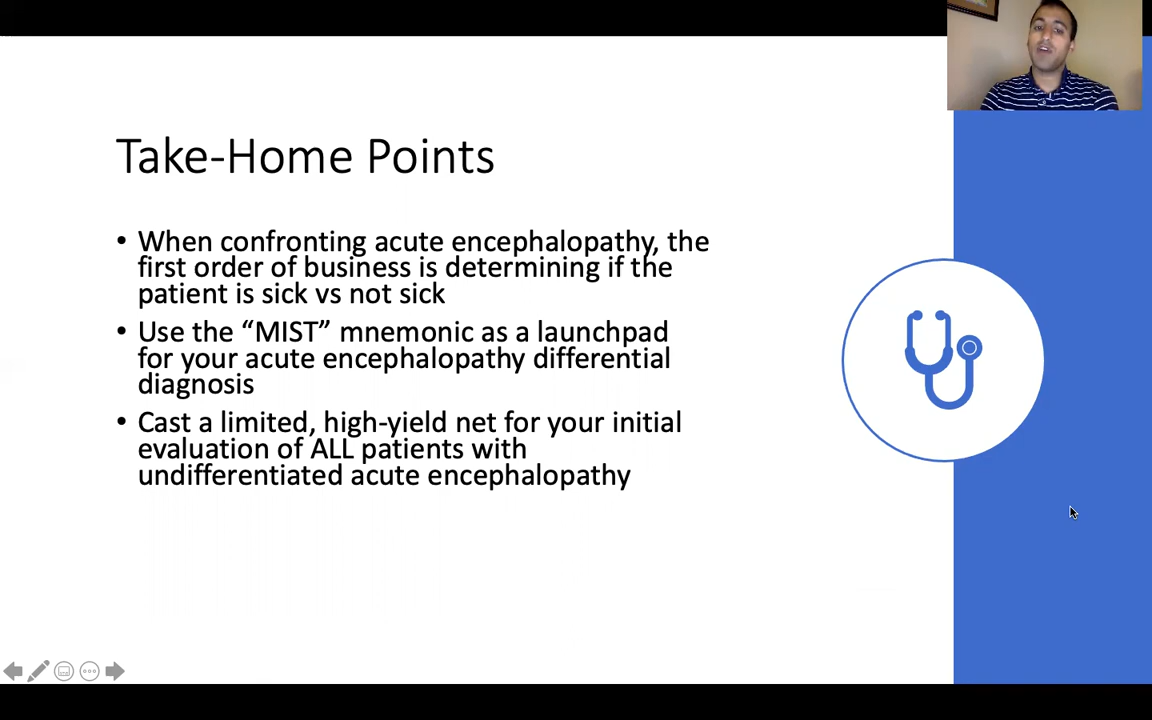 Take-Home Points
• When confronting acute encephalopathy, the
first order of business is determining if the
patient is sick vs not sick
• Use the “MIST” mnemonic as a launchpad
for your acute encephalopathy differential
diagnosis
• Cast a limited, high-yield net for your initial
evaluation of ALL patients with
undifferentiated acute encephalopathy